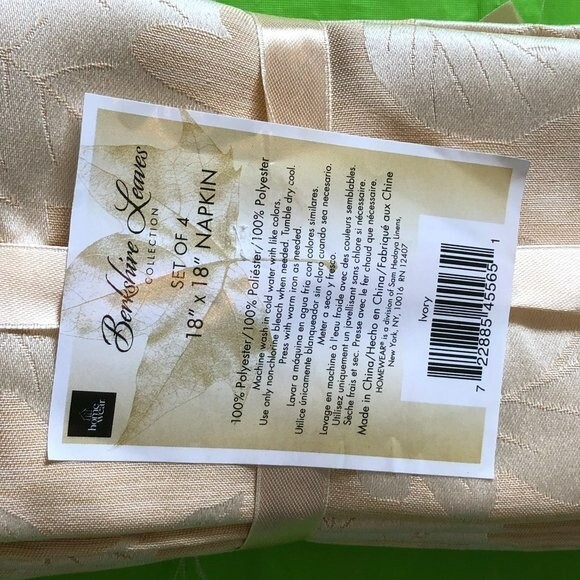 home
wear
Berkshire Leaves
COLLECTION
SET OF 4
18" x 18" NAPKIN
100% Polyester/100% Poliéster/100% Polyester
Machine wash in cold water with like colors.
Use only non-chlorine bleach when needed. Tumble dry cool.
Press with warm iron as needed.
Lavar a máquina en agua fría con colores similares.
Utilice únicamente blanqueador sin cloro cuando sea necesario.
Meter a seco y fresco.
Lavage en machine à l'eau froide avec des couleurs semblables.
Utilisez uniquement un javellisant sans chlore si nécessaire.
Sèche frais et sec. Presse avec le fer chaud que nécessaire.
Made in China/Hecho en China/Fabriqué aux Chine
HOMEWEAR® is a division of Sam Hedaya Linens,
New York, NY, 10016 RN 12407
Ivory
7 22885 45565 1